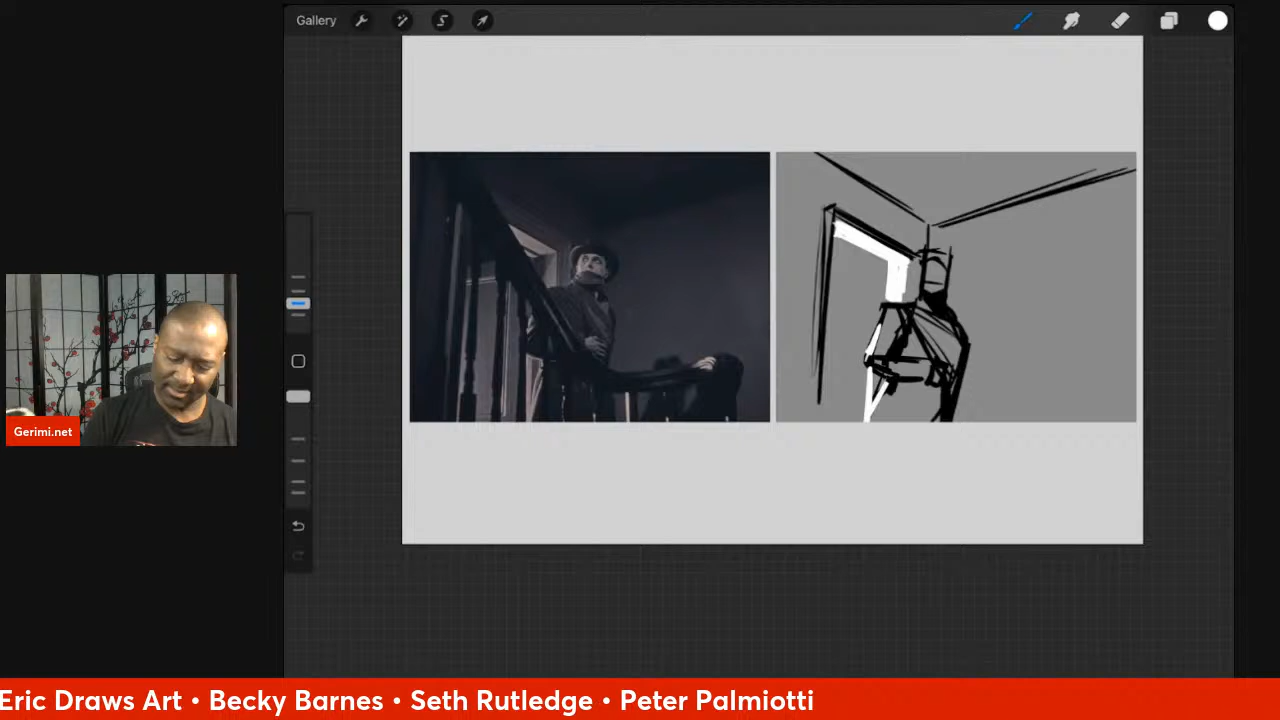 Gallery
Gerimi.net
Eric Draws Art • Becky Barnes • Seth Rutledge • Peter Palmiotti